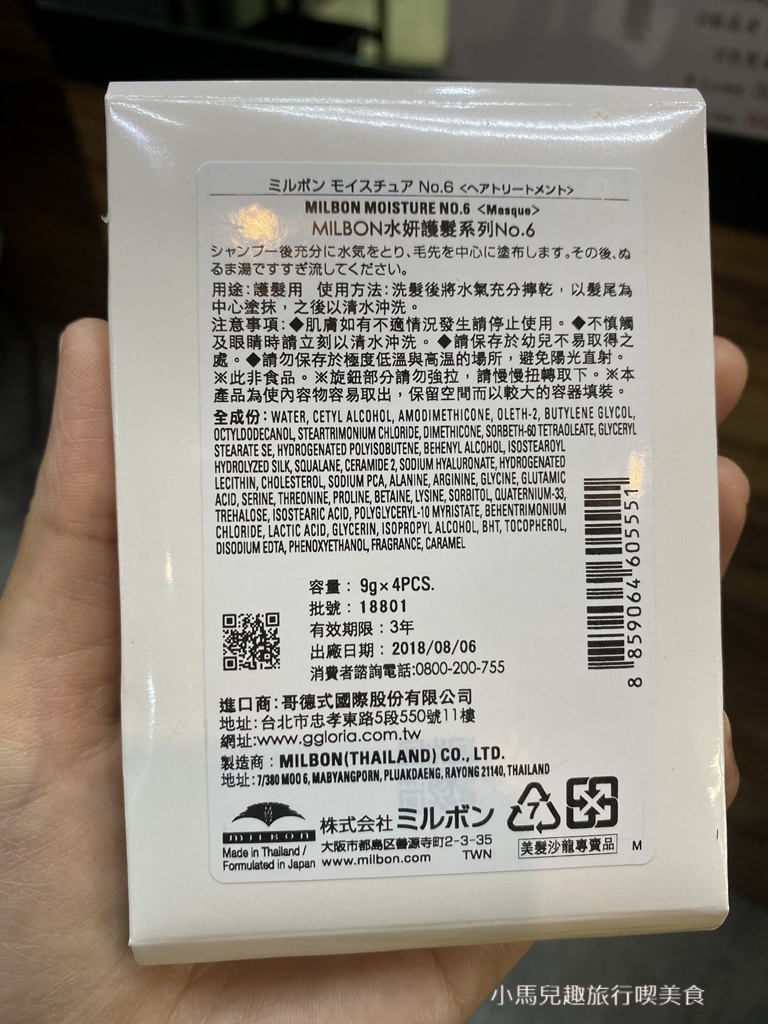 ミルボン モイスチュア No.6 <ヘアトリートメント>
MILBON MOISTURE NO.6 <Masque>
MILBON水妍護髮系列No.6
シャンプー後充分に水気をとり、毛先を中心に塗布します。その後、ぬ
るま湯ですすぎ流してください。
用途:護髮用 使用方法:洗髮後將水氣充分擰乾，以髮尾為
中心塗抹，之後以清水沖洗。
注意事項:◆肌膚如有不適情況發生請停止使用。◆不慎觸
及眼睛時請立刻以清水沖洗。◆請保存於幼兒不易取得之
處。◆請勿保存於極度低溫與高溫的場所，避免陽光直射。
※此非食品。※旋鈕部分請勿強拉，請慢慢扭轉取下。※本
產品為使內容物容易取出，保留空間而以較大的容器填裝。
全成份: WATER, CETYL ALCOHOL, AMODIMETHICONE, OLETH-2, BUTYLENE GLYCOL,
OCTYLDODECANOL, STEARTRIMONIUM CHLORIDE, DIMETHICONE, SORBETH-60 TETRAOLEATE, GLYCERYL
STEARATE SE, HYDROGENATED POLYISOBUTENE, BEHENYL ALCOHOL, ISOSTEAROYL
HYDROLYZED SILK, SQUALANE, CERAMIDE 2, SODIUM HYALURONATE, HYDROGENATED
LECITHIN, CHOLESTEROL, SODIUM PCA, ALANINE, ARGININE, GLYCINE, GLUTAMIC
ACID, SERINE, THREONINE, PROLINE, BETAINE, LYSINE, SORBITOL, QUATERNIUM-33,
TREHALOSE, ISOSTEARIC ACID, POLYGLYCERYL-10 MYRISTATE, BEHENTRIMONIUM
CHLORIDE, LACTIC ACID, GLYCERIN, ISOPROPYL ALCOHOL, BHT, TOCOPHEROL,
DISODIUM EDTA, PHENOXYETHANOL, FRAGRANCE, CARAMEL
8 859064 605551
容量: 9g×4PCS.
批號: 18801
有效期限:3年
出廠日期: 2018/08/06
消費者諮詢電話:0800-200-755
進口商:哥德式國際股份有限公司
地址:台北市忠孝東路5段550號11樓
網址:www.ggloria.com.tw
製造商: MILBON(THAILAND) CO., LTD.
地址: 7/380 MOO 6, MABYANGPORN, PLUAKDAENG, RAYONG 21140, THAILAND
MILBON
Made in Thailand /
Formulated in Japan
株式会社 ミルボン
大阪市都島区善源寺町2-3-35
www.milbon.com TWN
7
美髮沙龍專賣品 M
小馬兒趣旅行喫美食